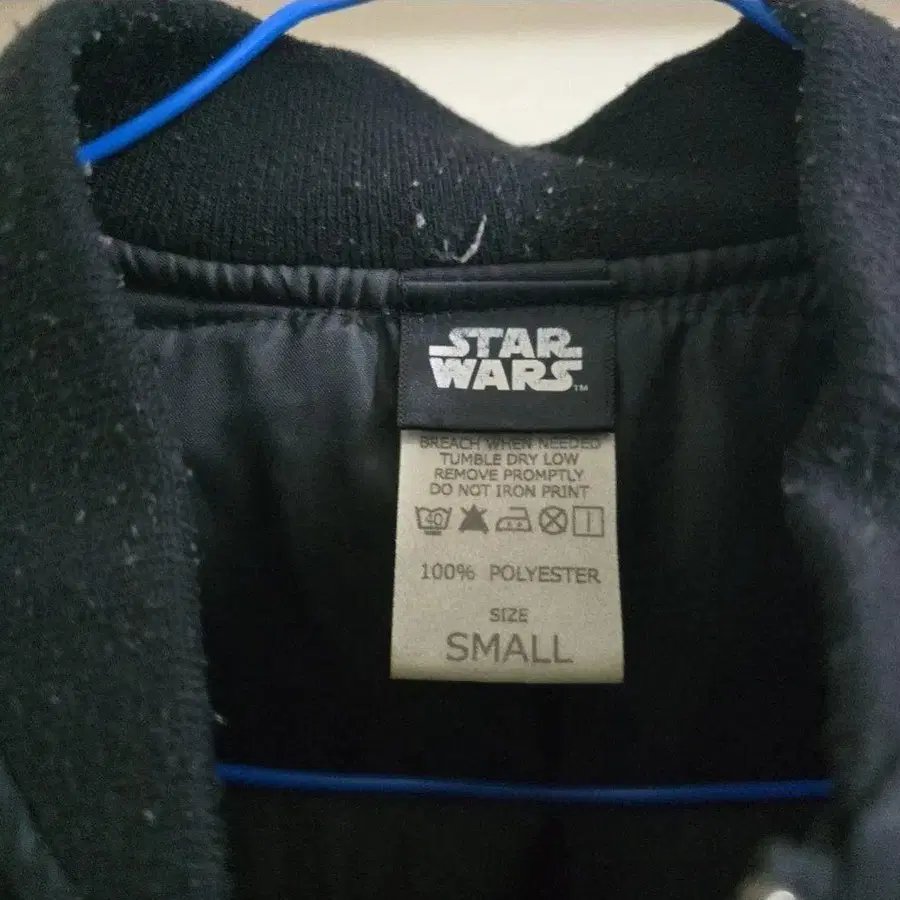 STAR
WARS
TM
BREACH WHEN NEEDED
TUMBLE DRY LOW
REMOVE PROMPTLY
DO NOT IRON PRINT
40
100% POLYESTER
SIZE
SMALL